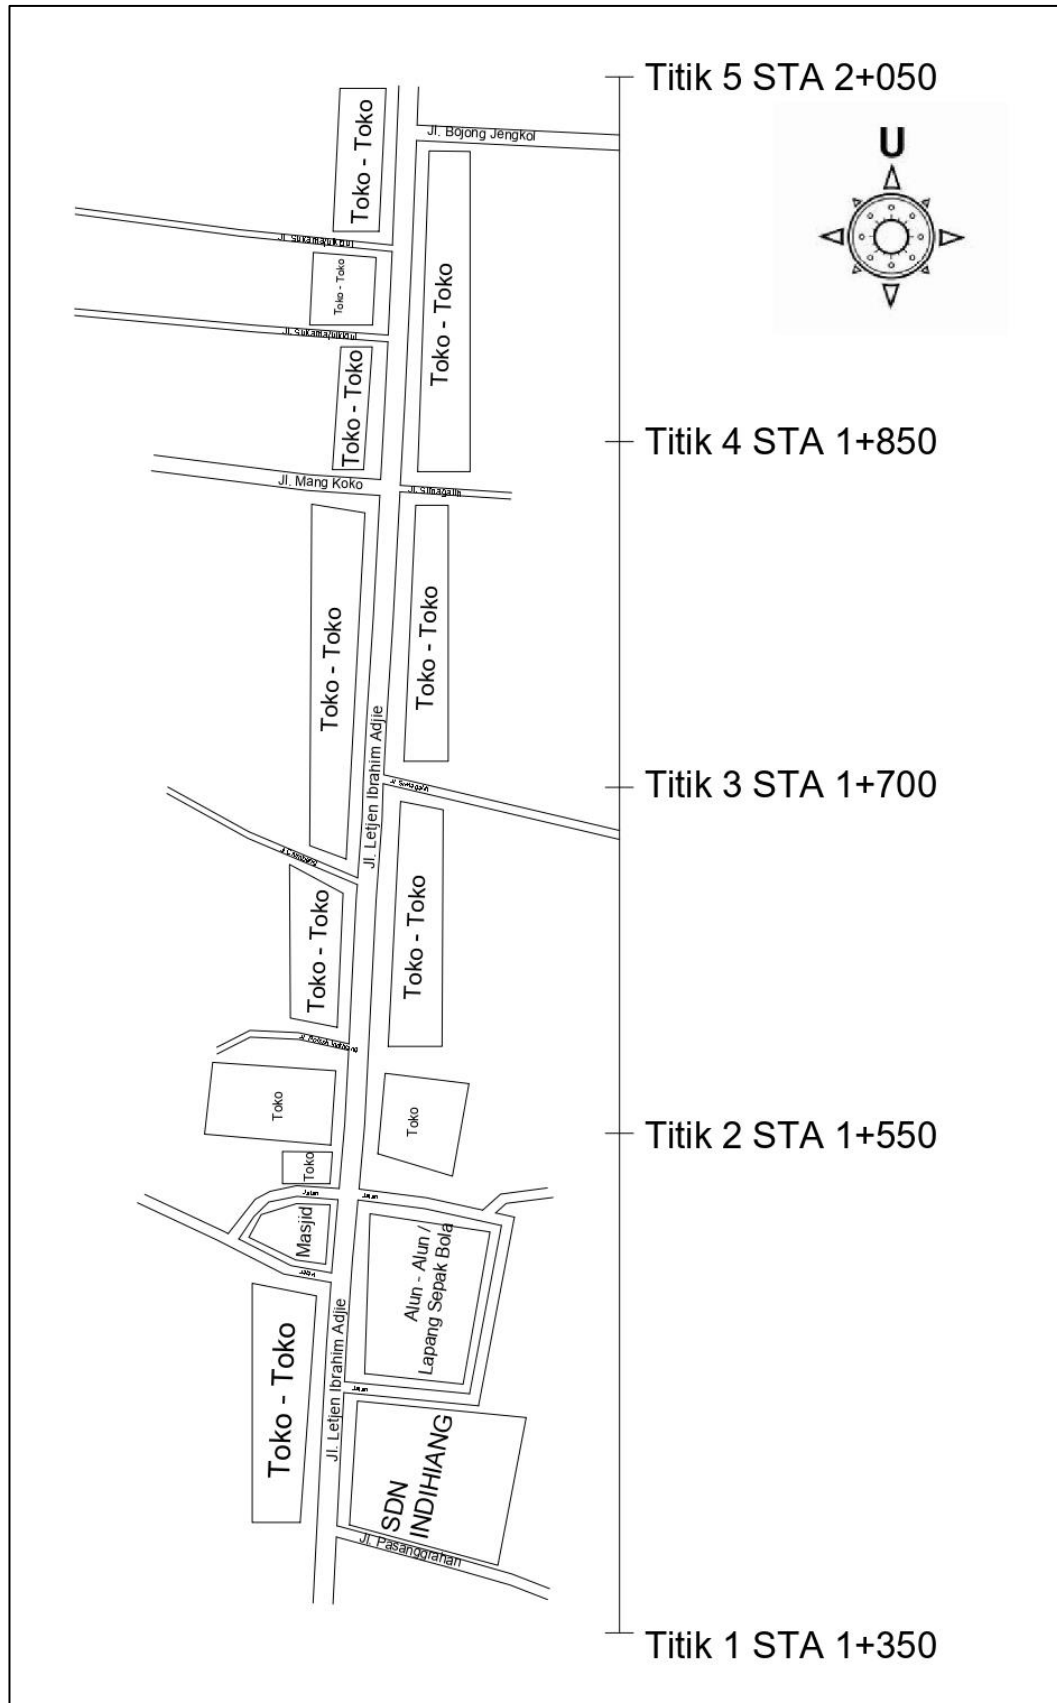 Titik 5 STA 2+050
U
Jl. Bojong Jengkol
Toko - Toko
Toko - Toko
Toko - Toko
Toko - Toko
Titik 4 STA 1+850
Jl. Mang Koko
Toko - Toko
Toko - Toko
Jl. Letjen Ibrahim Adjie
Titik 3 STA 1+700
Toko - Toko
Toko - Toko
Toko
Toko
Titik 2 STA 1+550
Toko
Jalan
Jalan
Masjid
Alun - Alun /
Lapang Sepak Bola
Jalan
Toko - Toko
Jl. Letjen Ibrahim Adjie
Jalan
SDN
INDIHIANG
Jl. Pasanggrahan
Titik 1 STA 1+350